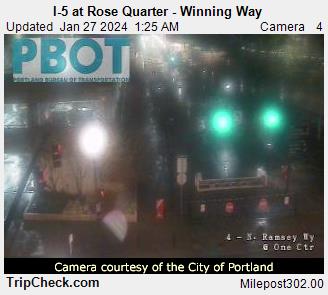 I-5 at Rose Quarter - Winning Way
Updated Jan 27 2024 1:25 AM Camera 4
PBOT
PORTLAND BUREAU OF TRANSPORTATION
4 - N. Ramsey Wy
@ One Ctr
Camera courtesy of the City of Portland
TripCheck.com Milepost302.00